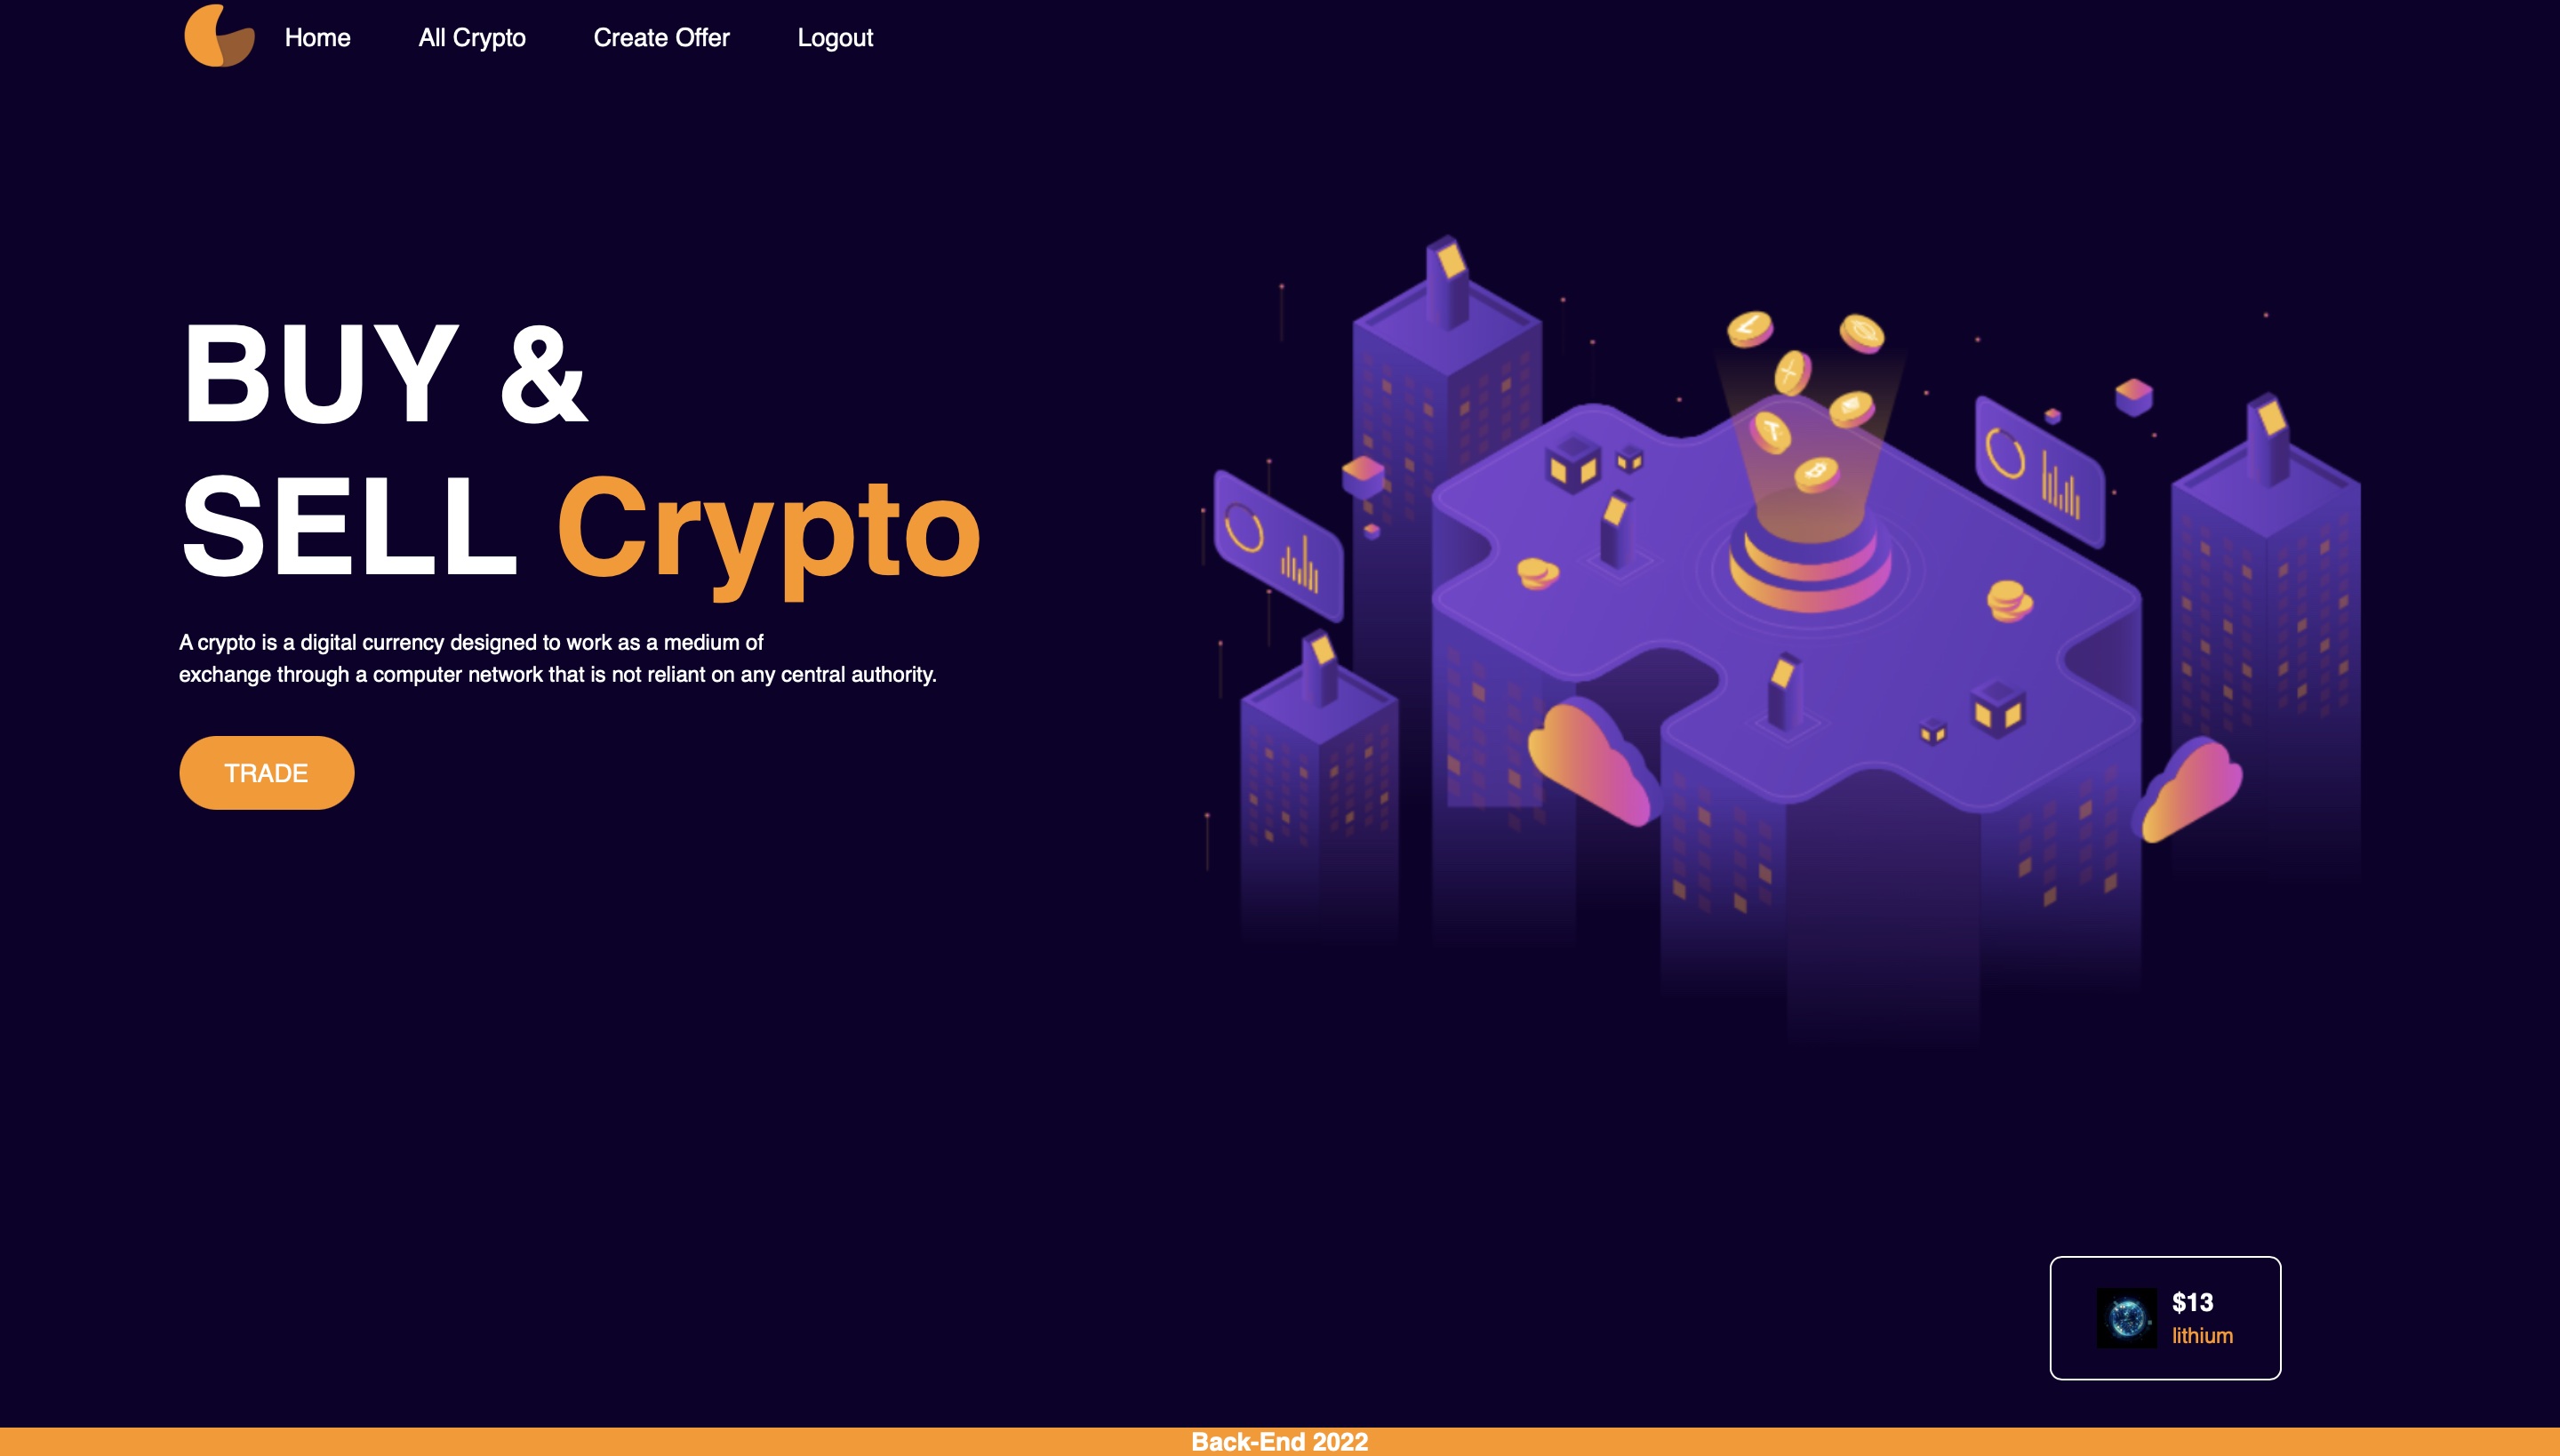 Home
All Crypto
Create Offer
Logout
BUY &
SELL Crypto
A crypto is a digital currency designed to work as a medium of
exchange through a computer network that is not reliant on any central authority.
TRADE
$13
lithium
Back-End 2022